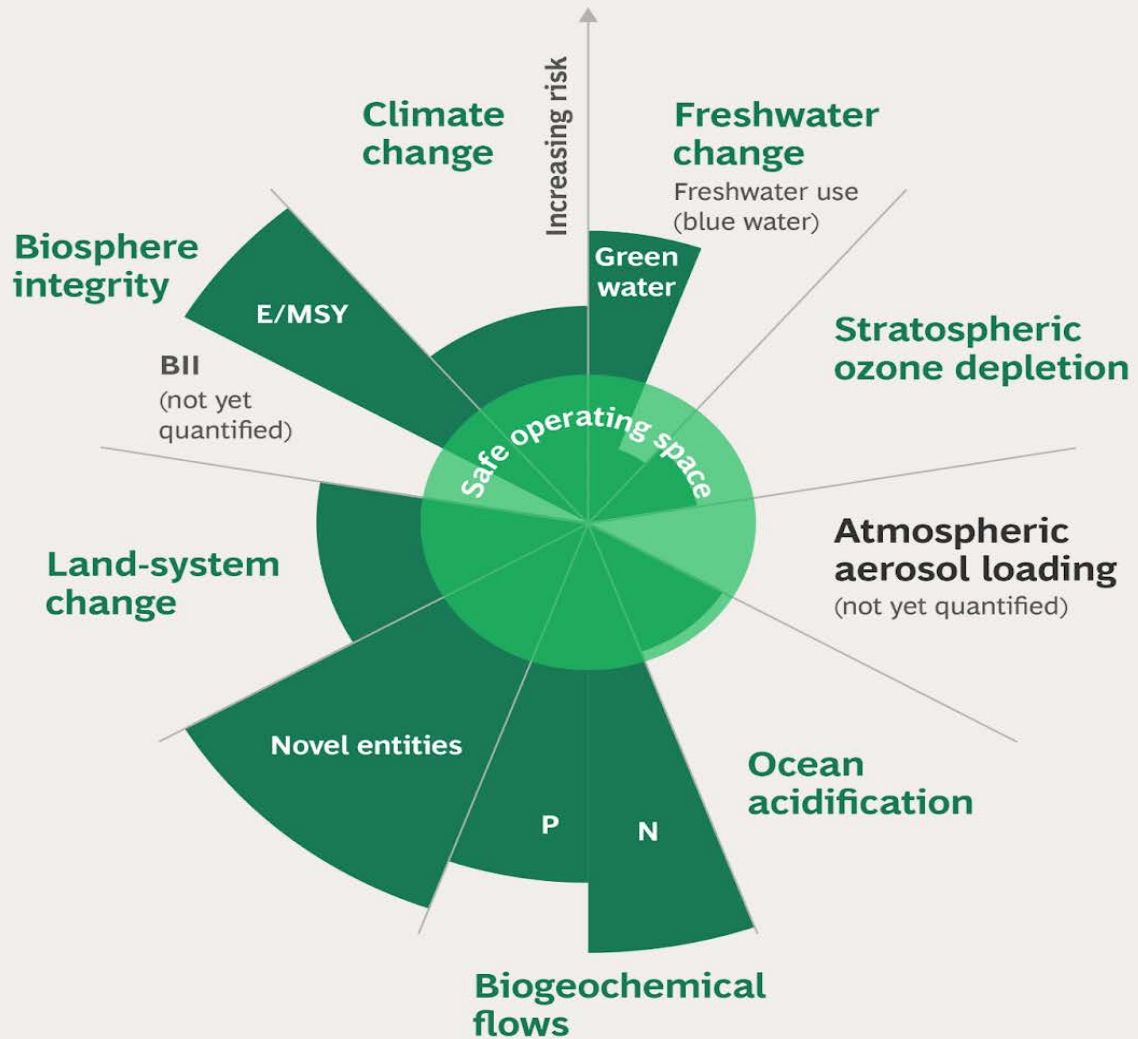 Increasing risk
Climate
change
Freshwater
change
Freshwater use
(blue water)
Green
water
Biosphere
integrity
E/MSY
BII
(not yet
quantified)
Stratospheric
ozone depletion
Safe operating space
Atmospheric
aerosol loading
(not yet quantified)
Land-system
change
Novel entities
P
N
Ocean
acidification
Biogeochemical
flows